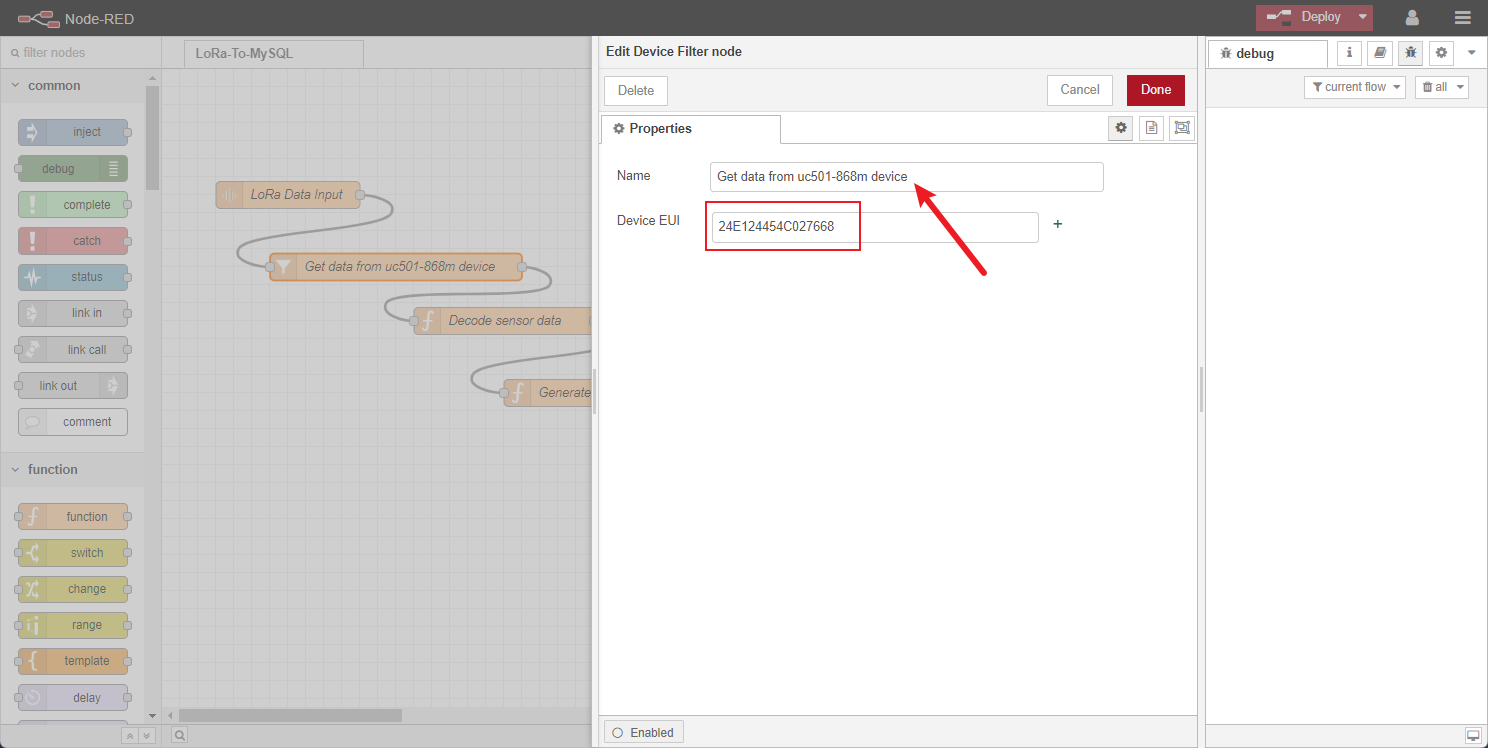 Node-RED
Deploy
filter nodes
common
inject
debug
complete
catch
status
link in
link call
link out
comment
function
function
switch
change
range
template
delay
LoRa-To-MySQL
LoRa Data Input
Get data from uc501-868m device
Decode sensor data
Generate
Edit Device Filter node
Delete
Cancel
Done
Properties
Name
Get data from uc501-868m device
Device EUI
24E124454C027668
+
Enabled
debug
i
current flow
all